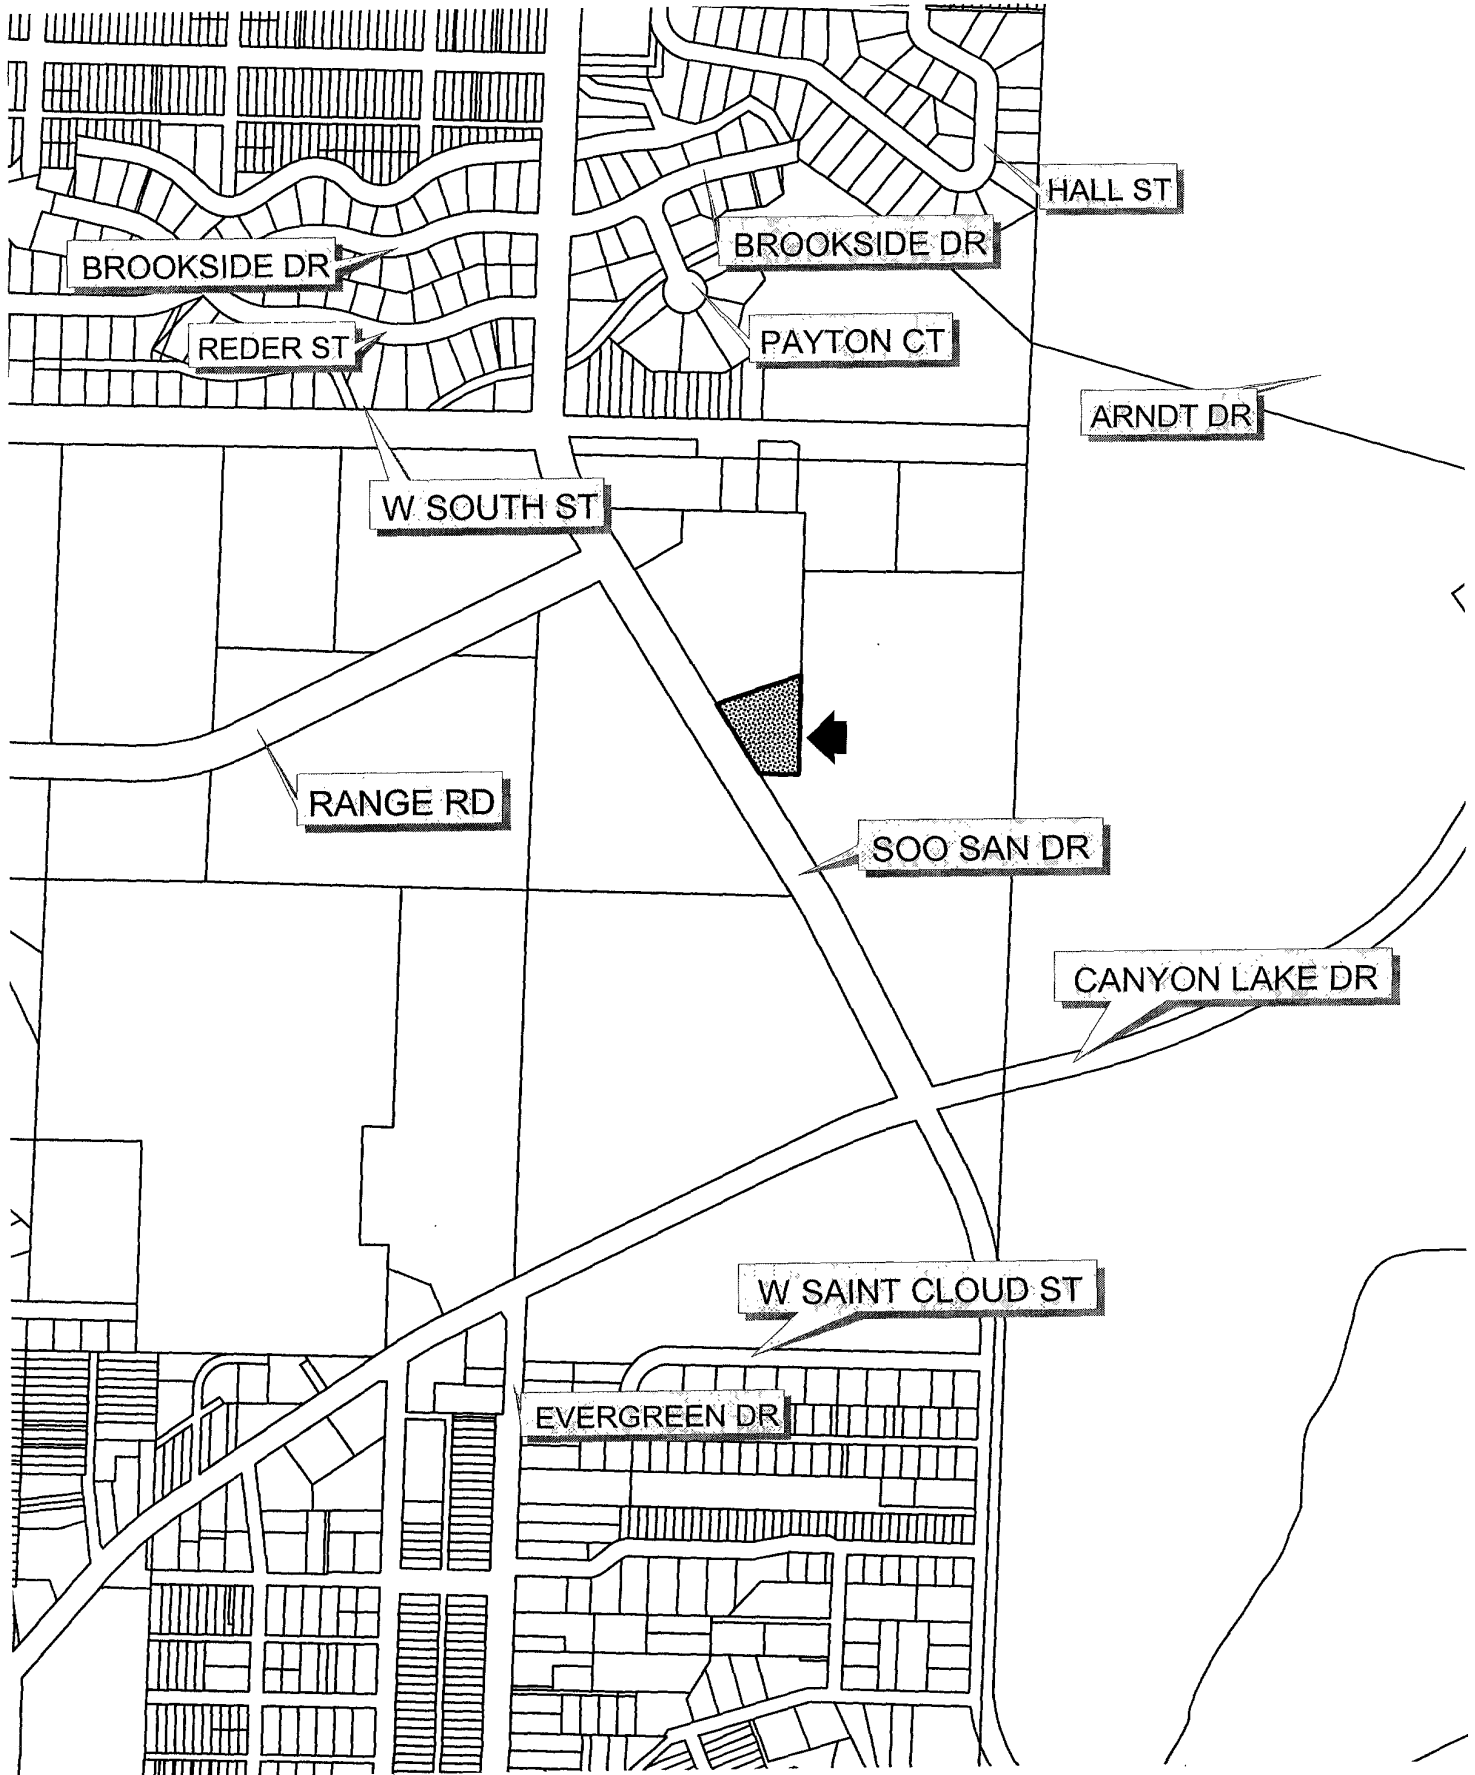 HALL ST
BROOKSIDE DR
BROOKSIDE DR
REDER ST
PAYTON CT
ARNDT DR
W SOUTH ST
RANGE RD
SOO SAN DR
CANYON LAKE DR
W SAINT CLOUD ST
EVERGREEN DR